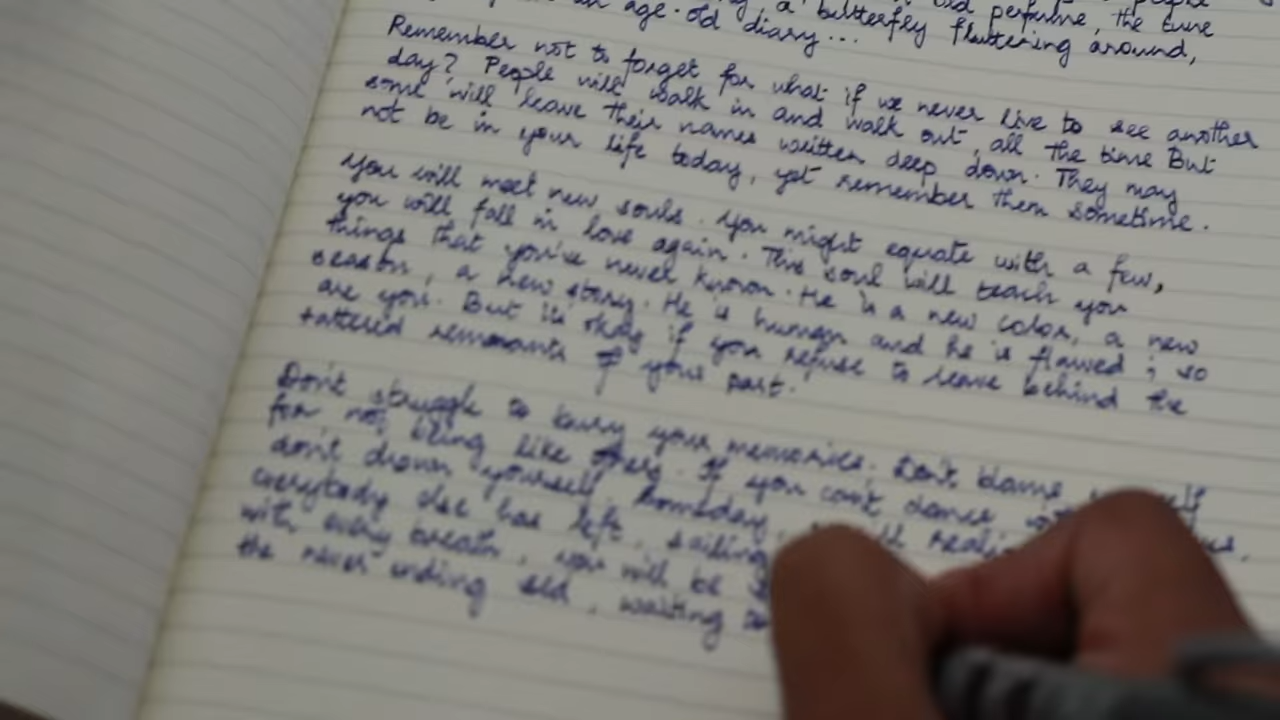 old perfume, the tune
age-old diary... a butterfly fluttering around,
Remember not to forget for what if we never live to see another
day? People will walk in and walk out, all the time But
some will leave their names written deep down. They may
not be in your life today, yet remember them sometime.
You will meet new souls. You might equate with a few,
you will fall in love again. This soul will teach you
things that you've never known. He is a new color, a new
season, a new story. He is human and he is flawed; so
are you. But its okay if you refuse to leave behind the
tattered remnants of your past.
Don't struggle to bury your memories. Don't blame
for not being like others. If you can't dance
don't drown yourself. Someday,
everybody else has left, sailing
with every breath, you will be
the never ending old, waiting to